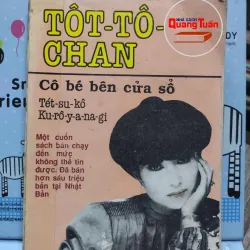 TÔT-TÔ-
CHAN
NHÀ SÁCH
Quang Tuấn
Cô bé bên cửa sổ
Tét-su-kô
Ku-rô-y-a-na-gi
Một cuốn
sách bán chạy
đến mức
không thể tin
được. Đã bán
hơn sáu triệu
bản tại Nhật
Bản